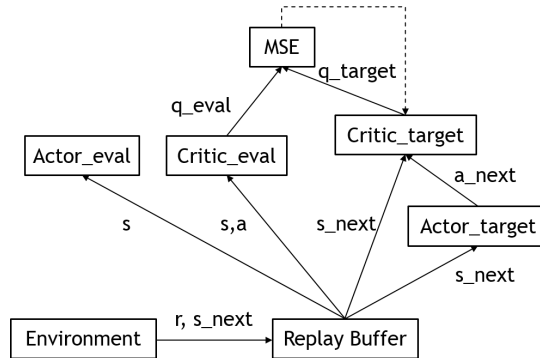 MSE
q_target
q_eval
Critic_target
Actor_eval
Critic_eval
a_next
s
s,a
s_next
Actor_target
s_next
r, s_next
Environment
Replay Buffer